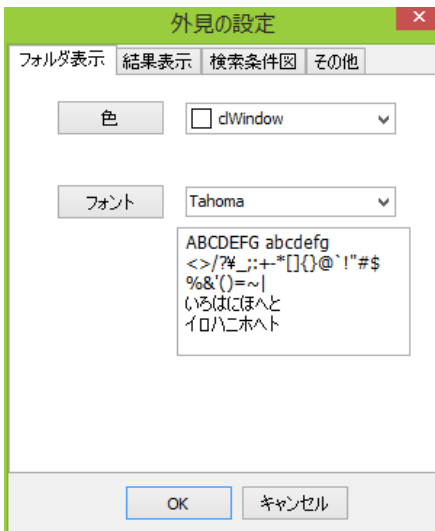 外見の設定
フォルダ表示 結果表示 検索条件図 その他
色 clWindow
フォント Tahoma
ABCDEFG abcdefg
<>/?¥_;:+-*[]{}@`!"#$
%&'()=~|
いろはにほへと
イロハニホヘト
OK キャンセル